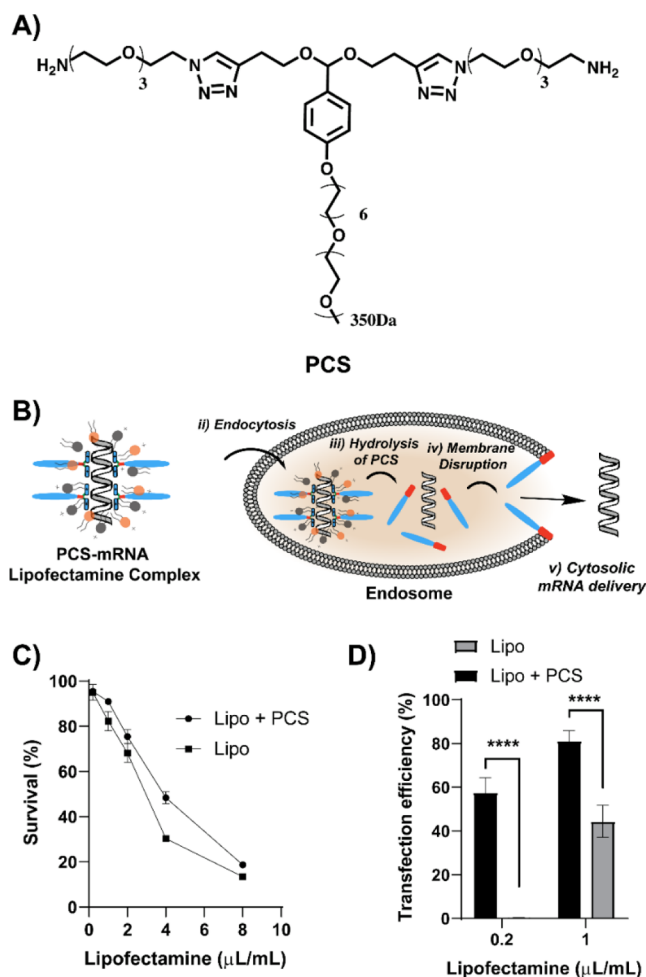 A)
H2N
O
3
N
N=N
O
O
N
N=N
O
3
NH2
O
6
O
O
350Da
PCS
B)
PCS-mRNA
Lipofectamine Complex
ii) Endocytosis
iii) Hydrolysis
of PCS
iv) Membrane
Disruption
v) Cytosolic
mRNA delivery
Endosome
C)
Survival (%)
100
80
60
40
20
0
0 2 4 6 8 10
Lipofectamine (μL/mL)
Lipo + PCS
Lipo
D)
Lipo
Lipo + PCS
Transfection efficiency (%)
100
80
60
40
20
0
****
****
0.2 1
Lipofectamine (μL/mL)